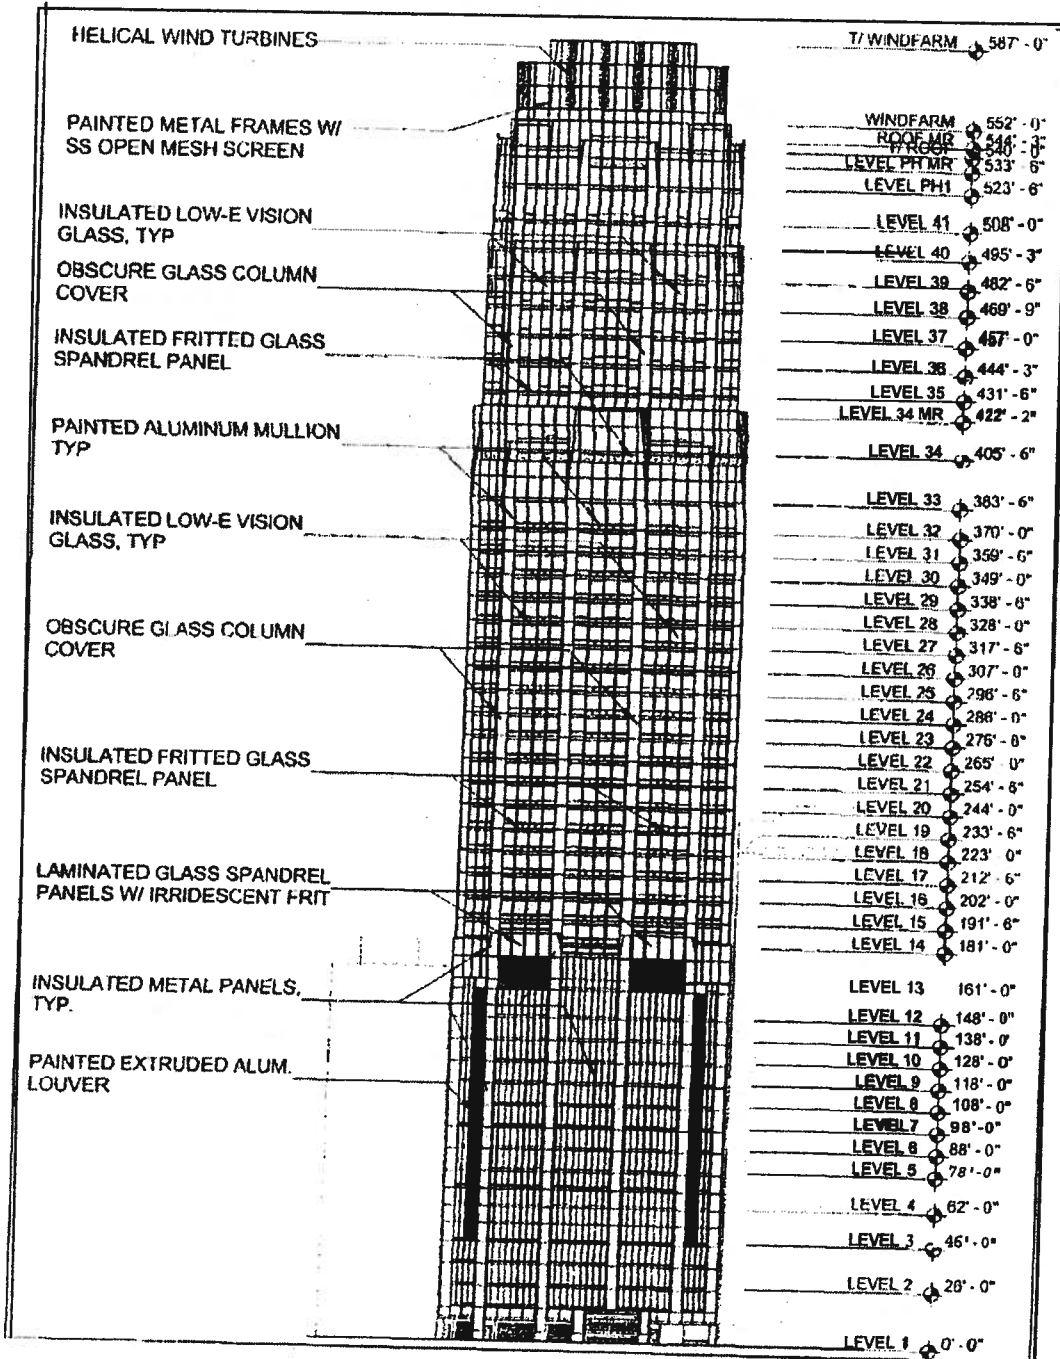 HELICAL WIND TURBINES
PAINTED METAL FRAMES W/
SS OPEN MESH SCREEN
INSULATED LOW-E VISION
GLASS, TYP
OBSCURE GLASS COLUMN
COVER
INSULATED FRITTED GLASS
SPANDREL PANEL
PAINTED ALUMINUM MULLION
TYP
INSULATED LOW-E VISION
GLASS, TYP
OBSCURE GLASS COLUMN
COVER
INSULATED FRITTED GLASS
SPANDREL PANEL
LAMINATED GLASS SPANDREL
PANELS W/ IRRIDESCENT FRIT
INSULATED METAL PANELS,
TYP.
PAINTED EXTRUDED ALUM.
LOUVER
T/ WINDFARM 587' - 0"
WINDFARM 552' - 0"
ROOF MR
T/ ROOF
LEVEL PH MR 533' 6"
LEVEL PH1 523' - 6"
LEVEL 41 508' - 0"
LEVEL 40 495' - 3"
LEVEL 39 482' - 6"
LEVEL 38 469' - 9"
LEVEL 37 457' - 0"
LEVEL 36 444' - 3"
LEVEL 35 431' - 6"
LEVEL 34 MR 422' - 2"
LEVEL 34 405' - 6"
LEVEL 33 383' - 6"
LEVEL 32 370' - 0"
LEVEL 31 359' - 6"
LEVEL 30 349' - 0"
LEVEL 29 338' - 6"
LEVEL 28 328' - 0"
LEVEL 27 317' - 6"
LEVEL 26 307' - 0"
LEVEL 25 296' - 6"
LEVEL 24 286' - 0"
LEVEL 23 276' - 6"
LEVEL 22 265' 0"
LEVEL 21 254' - 6"
LEVEL 20 244' - 0"
LEVEL 19 233' - 6"
LEVEL 18 223' 0"
LEVEL 17 212' - 6"
LEVEL 16 202' - 0"
LEVEL 15 191' - 6"
LEVEL 14 181' - 0"
LEVEL 13 161' - 0"
LEVEL 12 148' - 0"
LEVEL 11 138' - 0'
LEVEL 10 128' - 0"
LEVEL 9 118' - 0"
LEVEL 8 108' - 0"
LEVEL 7 98' - 0"
LEVEL 6 88' - 0"
LEVEL 5 78' - 0"
LEVEL 4 62' - 0"
LEVEL 3 46' - 0"
LEVEL 2 26' - 0"
LEVEL 1 0' - 0"